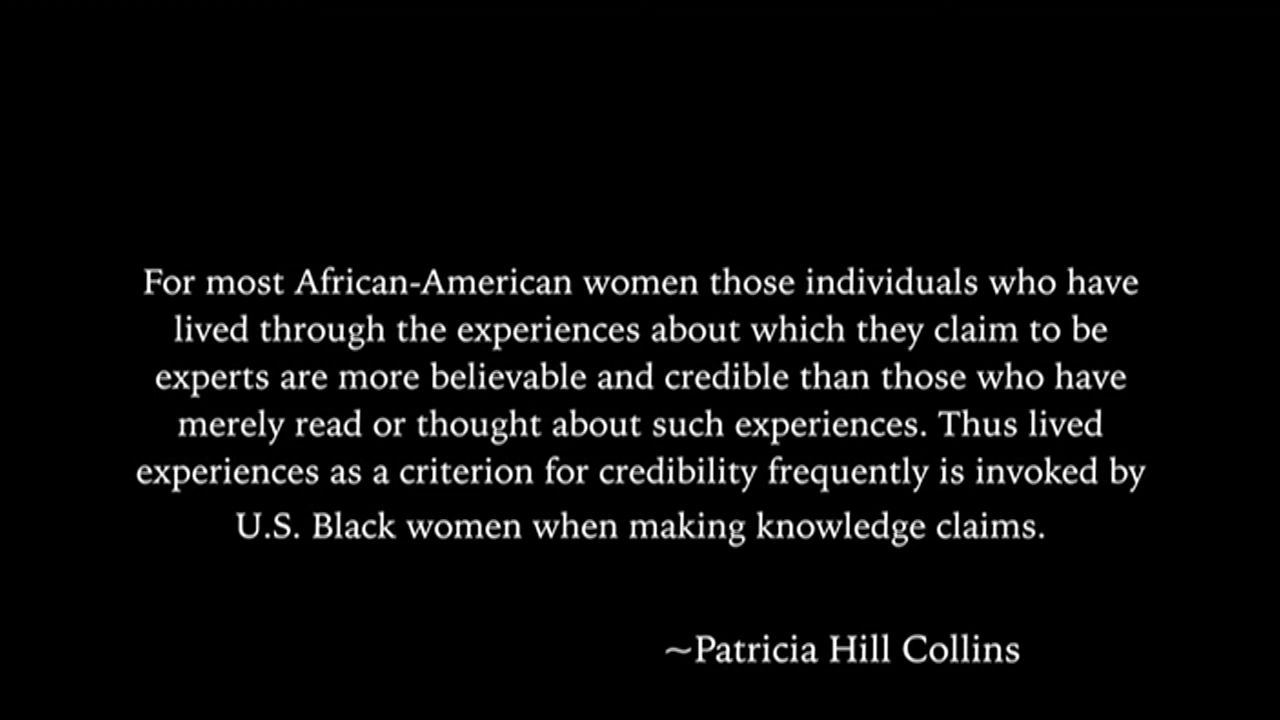 For most African-American women those individuals who have
lived through the experiences about which they claim to be
experts are more believable and credible than those who have
merely read or thought about such experiences. Thus lived
experiences as a criterion for credibility frequently is invoked by
U.S. Black women when making knowledge claims.
~Patricia Hill Collins